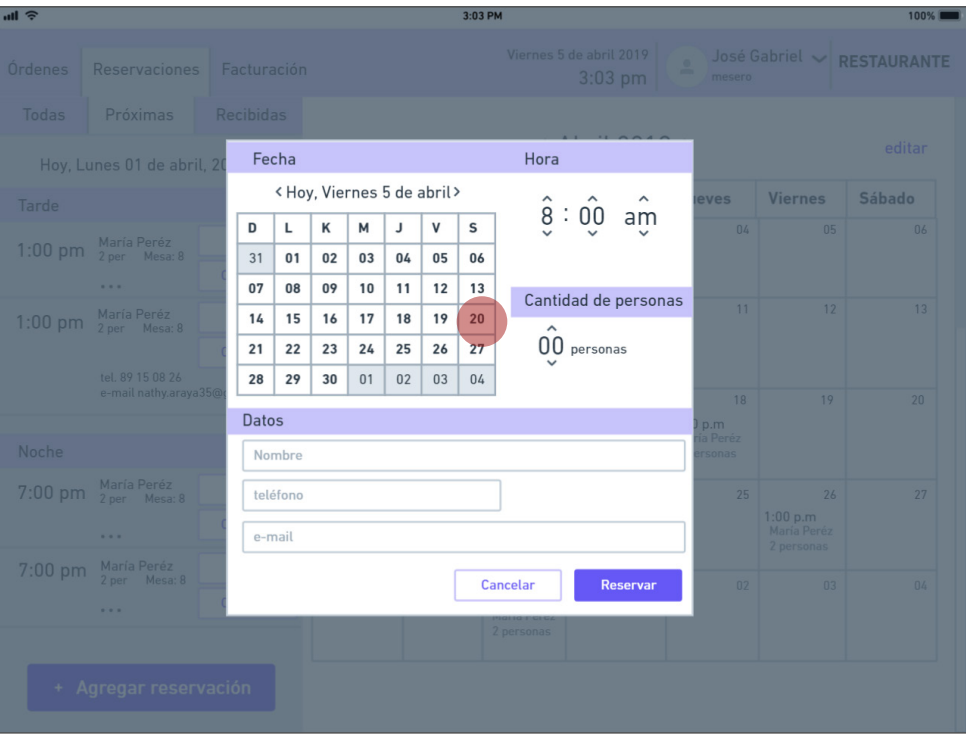 3:03 PM
100%
Órdenes
Reservaciones
Facturación
Viernes 5 de abril 2019
3:03 pm
José Gabriel
mesero
RESTAURANTE
Todas
Próximas
Recibidas
Hoy, Lunes 01 de abril, 20
editar
Tarde
1:00 pm
María Peréz
2 per Mesa: 8
...
1:00 pm
María Peréz
2 per Mesa: 8
tel. 89 15 08 26
e-mail nathy.araya35@
Noche
7:00 pm
María Peréz
2 per Mesa: 8
...
7:00 pm
María Peréz
2 per Mesa: 8
...
+ Agregar reservación
Fecha
< Hoy, Viernes 5 de abril >
D L K M J V S
31 01 02 03 04 05 06
07 08 09 10 11 12 13
14 15 16 17 18 19 20
21 22 23 24 25 26 27
28 29 30 01 02 03 04
Hora
8 : 00 am
Cantidad de personas
00 personas
Datos
Nombre
teléfono
e-mail
Cancelar
Reservar
eves Viernes Sábado
04 05 06
11 12 13
18 19 20
p.m
ría Peréz
ersonas
25 26 27
1:00 p.m
María Peréz
2 personas
02 03 04
María Peréz
2 personas